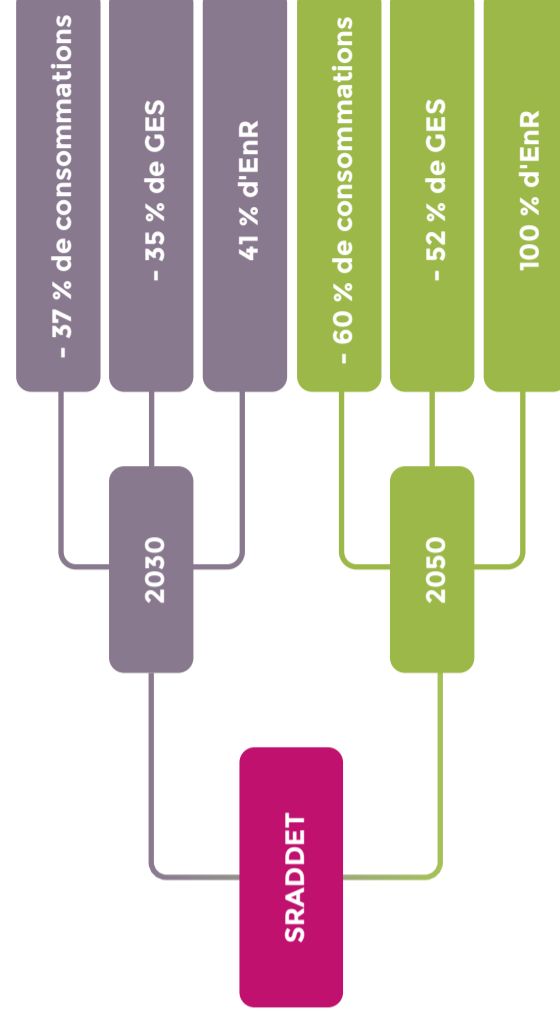 SRADDET
2030
- 37 % de consommations
- 35 % de GES
41 % d'EnR
2050
- 60 % de consommations
- 52 % de GES
100 % d'EnR